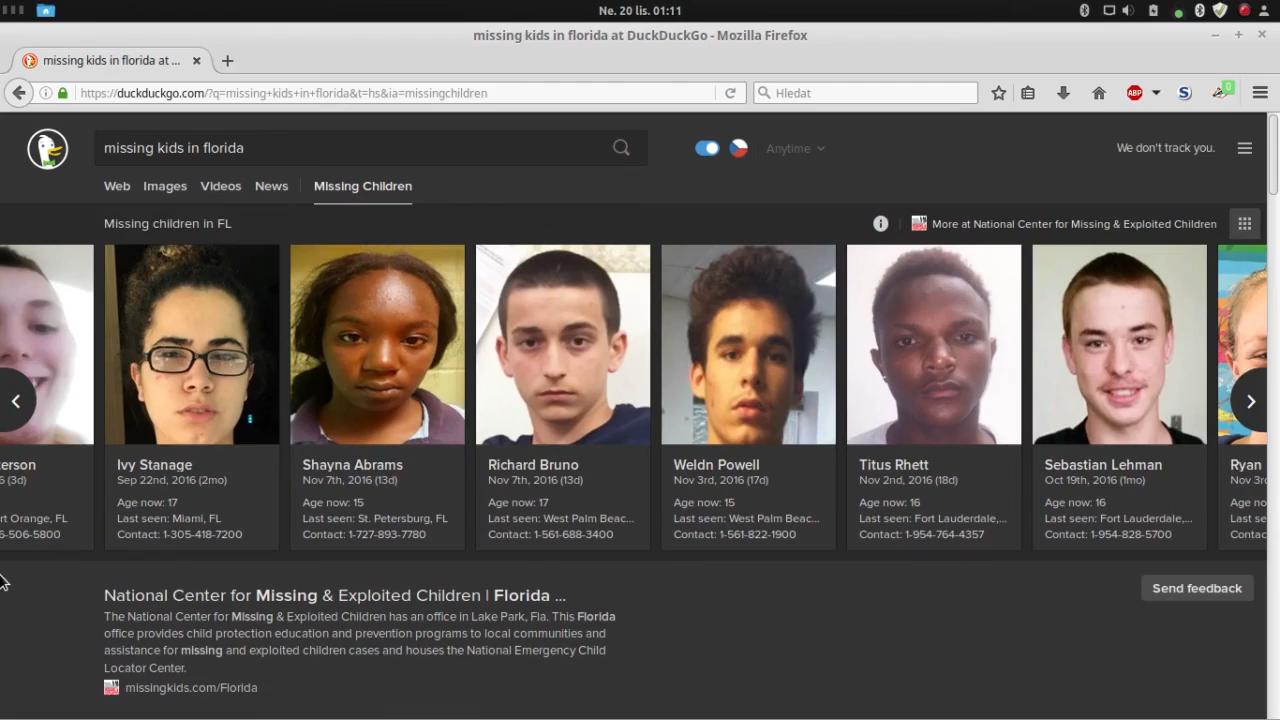 Ne. 20 lis. 01:11
missing kids in florida at DuckDuckGo - Mozilla Firefox
missing kids in florida at ...
https://duckduckgo.com/?q=missing+kids+in+florida&t=hs&ia=missingchildren
Hledat
ABP
S
0
missing kids in florida
Anytime
We don't track you.
Web Images Videos News Missing Children
Missing children in FL
More at National Center for Missing & Exploited Children
erson
6 (3d)
rt Orange, FL
6-506-5800
Ivy Stanage
Sep 22nd, 2016 (2mo)
Age now: 17
Last seen: Miami, FL
Contact: 1-305-418-7200
Shayna Abrams
Nov 7th, 2016 (13d)
Age now: 15
Last seen: St. Petersburg, FL
Contact: 1-727-893-7780
Richard Bruno
Nov 7th, 2016 (13d)
Age now: 17
Last seen: West Palm Beac...
Contact: 1-561-688-3400
Weldn Powell
Nov 3rd, 2016 (17d)
Age now: 15
Last seen: West Palm Beac...
Contact: 1-561-822-1900
Titus Rhett
Nov 2nd, 2016 (18d)
Age now: 16
Last seen: Fort Lauderdale,...
Contact: 1-954-764-4357
Sebastian Lehman
Oct 19th, 2016 (1mo)
Age now: 16
Last seen: Fort Lauderdale,...
Contact: 1-954-828-5700
Ryan
Nov 3r
Age no
Last se
Contac
National Center for Missing & Exploited Children | Florida ...
The National Center for Missing & Exploited Children has an office in Lake Park, Fla. This Florida
office provides child protection education and prevention programs to local communities and
assistance for missing and exploited children cases and houses the National Emergency Child
Locator Center.
missingkids.com/Florida
Send feedback